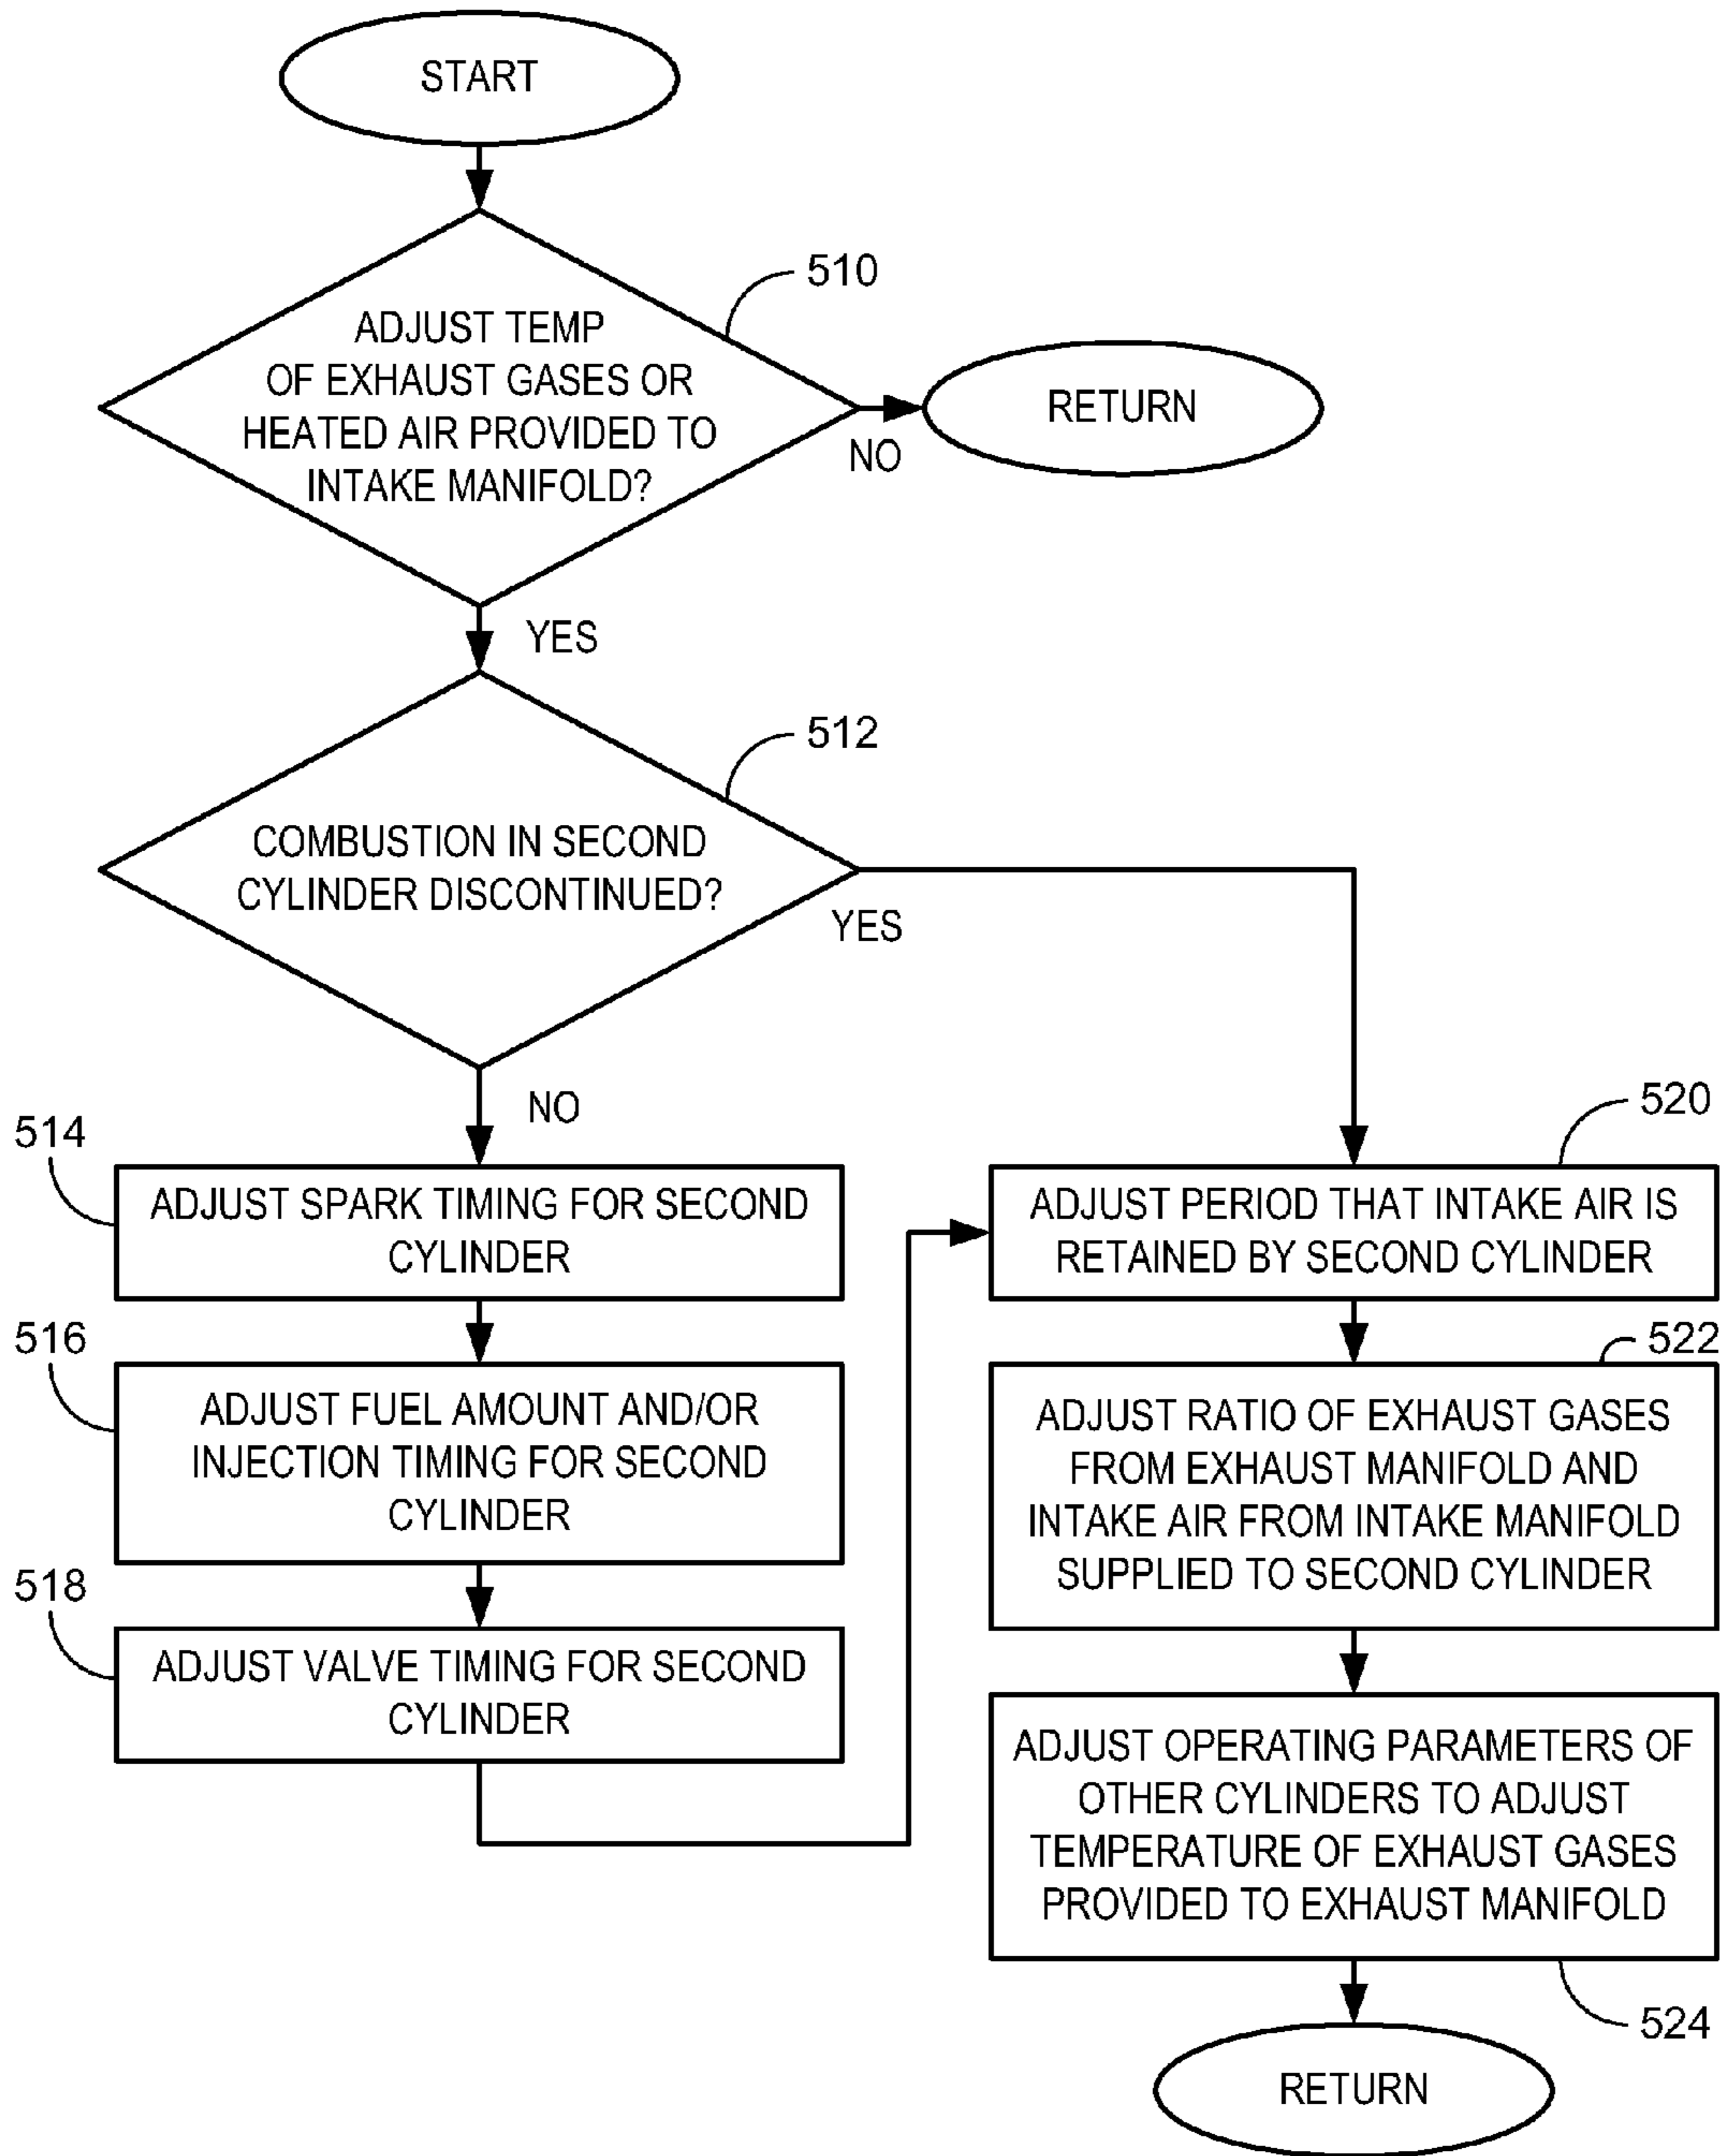 START
510
ADJUST TEMP
OF EXHAUST GASES OR
HEATED AIR PROVIDED TO
INTAKE MANIFOLD?
NO
RETURN
YES
512
COMBUSTION IN SECOND
CYLINDER DISCONTINUED?
YES
NO
514
ADJUST SPARK TIMING FOR SECOND
CYLINDER
516
ADJUST FUEL AMOUNT AND/OR
INJECTION TIMING FOR SECOND
CYLINDER
518
ADJUST VALVE TIMING FOR SECOND
CYLINDER
520
ADJUST PERIOD THAT INTAKE AIR IS
RETAINED BY SECOND CYLINDER
522
ADJUST RATIO OF EXHAUST GASES
FROM EXHAUST MANIFOLD AND
INTAKE AIR FROM INTAKE MANIFOLD
SUPPLIED TO SECOND CYLINDER
ADJUST OPERATING PARAMETERS OF
OTHER CYLINDERS TO ADJUST
TEMPERATURE OF EXHAUST GASES
PROVIDED TO EXHAUST MANIFOLD
524
RETURN